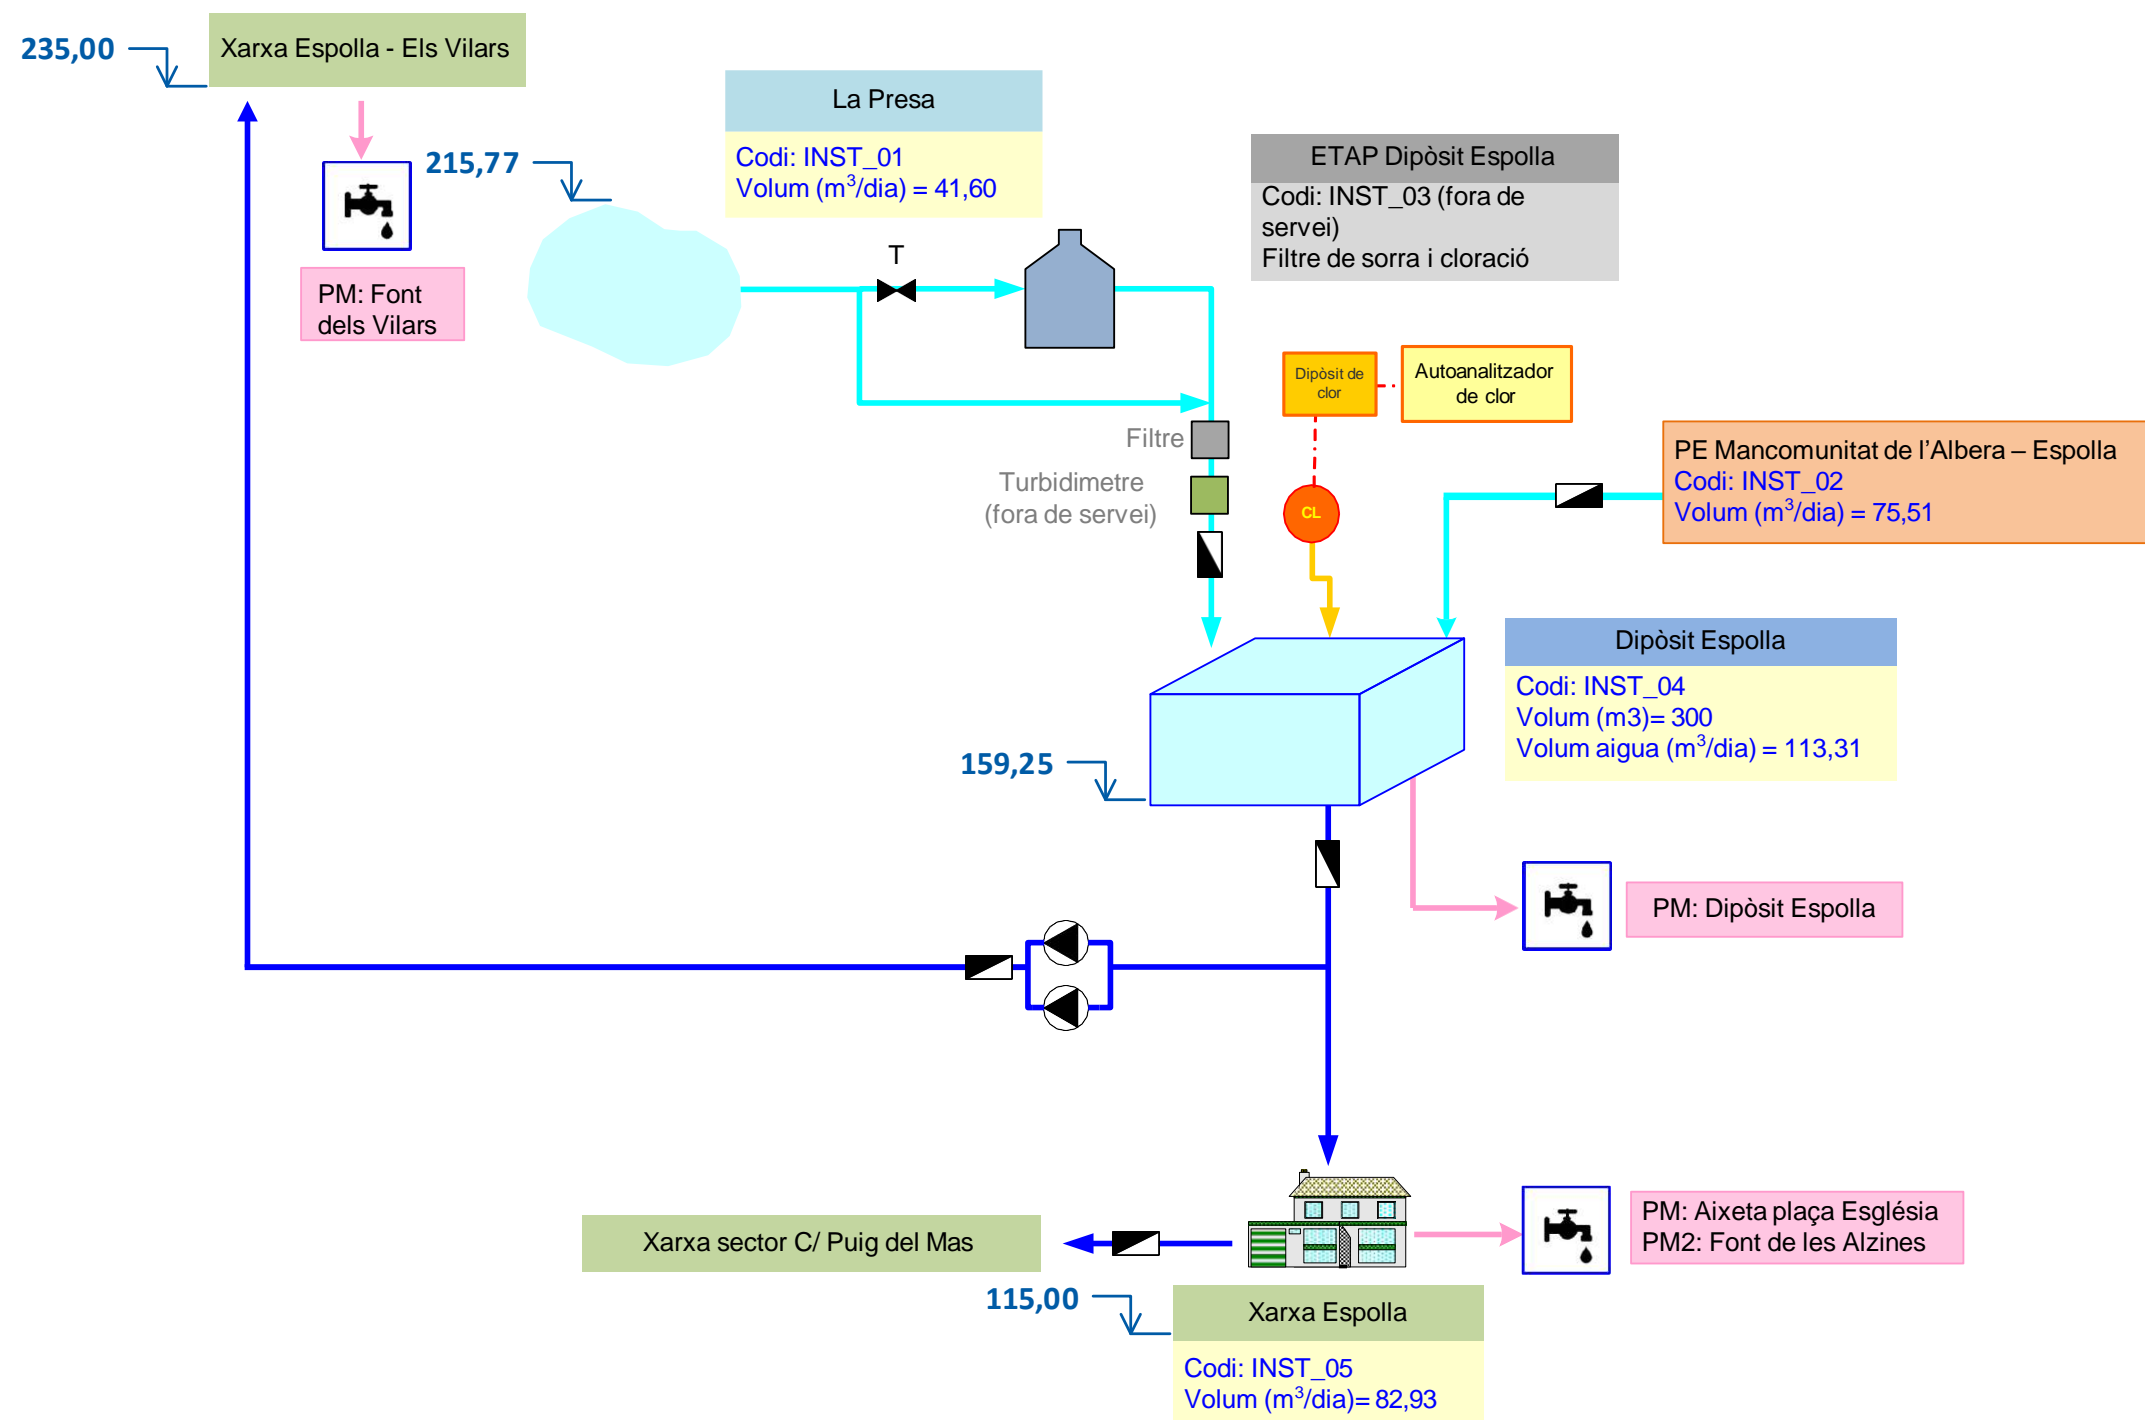 235,00
Xarxa Espolla - Els Vilars
PM: Font
dels Vilars
215,77
La Presa
Codi: INST_01
Volum (m³/dia) = 41,60
T
ETAP Dipòsit Espolla
Codi: INST_03 (fora de
servei)
Filtre de sorra i cloració
Dipòsit de
clor
Autoanalitzador
de clor
Filtre
Turbidimetre
(fora de servei)
CL
PE Mancomunitat de l’Albera – Espolla
Codi: INST_02
Volum (m³/dia) = 75,51
Dipòsit Espolla
Codi: INST_04
Volum (m3)= 300
Volum aigua (m³/dia) = 113,31
159,25
PM: Dipòsit Espolla
Xarxa sector C/ Puig del Mas
PM: Aixeta plaça Església
PM2: Font de les Alzines
115,00
Xarxa Espolla
Codi: INST_05
Volum (m³/dia)= 82,93